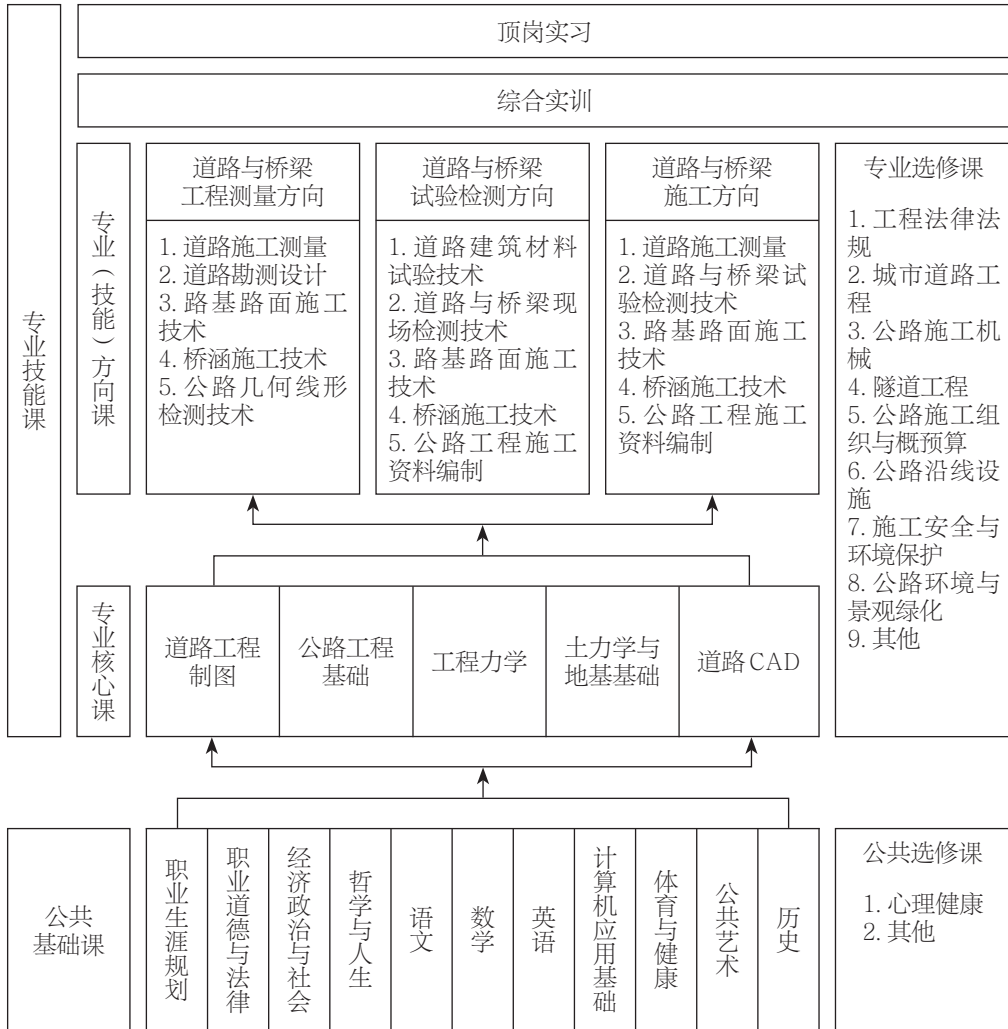 顶岗实习
综合实训
专业技能课
专业（技能）方向课
道路与桥梁
工程测量方向
1.道路施工测量
2.道路勘测设计
3.路基路面施工
技术
4.桥涵施工技术
5.公路几何线形
检测技术
道路与桥梁
试验检测方向
1.道路建筑材料
试验技术
2.道路与桥梁现
场检测技术
3.路基路面施工
技术
4.桥涵施工技术
5.公路工程施工
资料编制
道路与桥梁
施工方向
1.道路施工测量
2.道路与桥梁试
验检测技术
3.路基路面施工
技术
4.桥涵施工技术
5.公路工程施工
资料编制
专业选修课
1.工程法律法
规
2.城市道路工
程
3.公路施工机
械
4.隧道工程
5.公路施工组
织与概预算
6.公路沿线设
施
7.施工安全与
环境保护
8.公路环境与
景观绿化
9.其他
专业核心课
道路工程
制图
公路工程
基础
工程力学
土力学与
地基基础
道路CAD
公共
基础课
职业生涯规划
职业道德与法律
经济政治与社会
哲学与人生
语文
数学
英语
计算机应用基础
体育与健康
公共艺术
历史
公共选修课
1.心理健康
2.其他